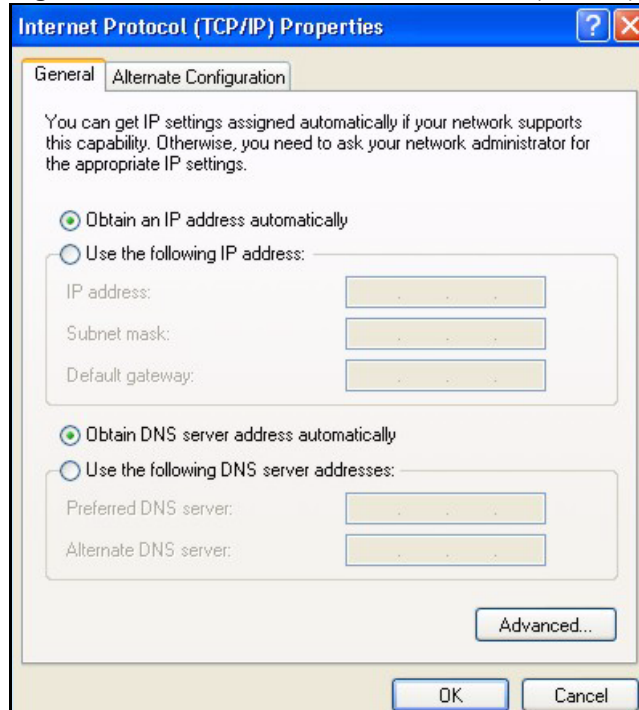 Internet Protocol (TCP/IP) Properties
General
Alternate Configuration
You can get IP settings assigned automatically if your network supports
this capability. Otherwise, you need to ask your network administrator for
the appropriate IP settings.
Obtain an IP address automatically
Use the following IP address:
IP address:
Subnet mask:
Default gateway:
Obtain DNS server address automatically
Use the following DNS server addresses:
Preferred DNS server:
Alternate DNS server:
Advanced...
OK
Cancel